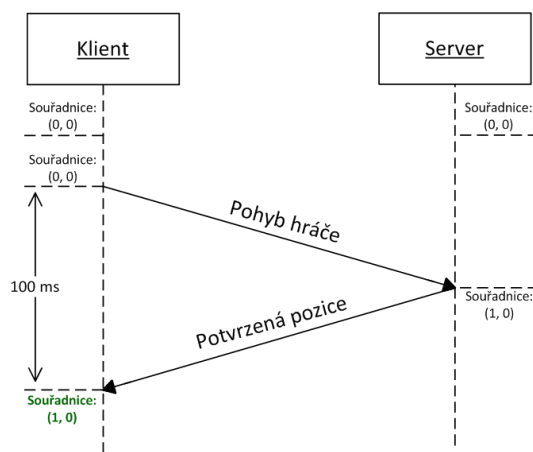 Klient
Server
Souřadnice:
(0, 0)
Souřadnice:
(0, 0)
Souřadnice:
(0, 0)
Pohyb hráče
100 ms
Souřadnice:
(1, 0)
Potvrzená pozice
Souřadnice:
(1, 0)